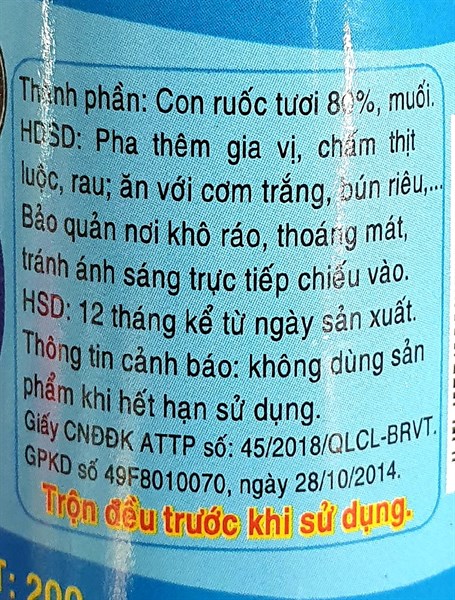 Thành phần: Con ruốc tươi 80%, muối.
HDSD: Pha thêm gia vị, chấm thịt
luộc, rau; ăn với cơm trắng, bún riêu,...
Bảo quản nơi khô ráo, thoáng mát,
tránh ánh sáng trực tiếp chiếu vào.
HSD: 12 tháng kể từ ngày sản xuất.
Thông tin cảnh báo: không dùng sản
phẩm khi hết hạn sử dụng.
Giấy CNĐĐK ATTP số: 45/2018/QLCL-BRVT.
GPKD số 49F8010070, ngày 28/10/2014.
Trộn đều trước khi sử dụng.
T: 200